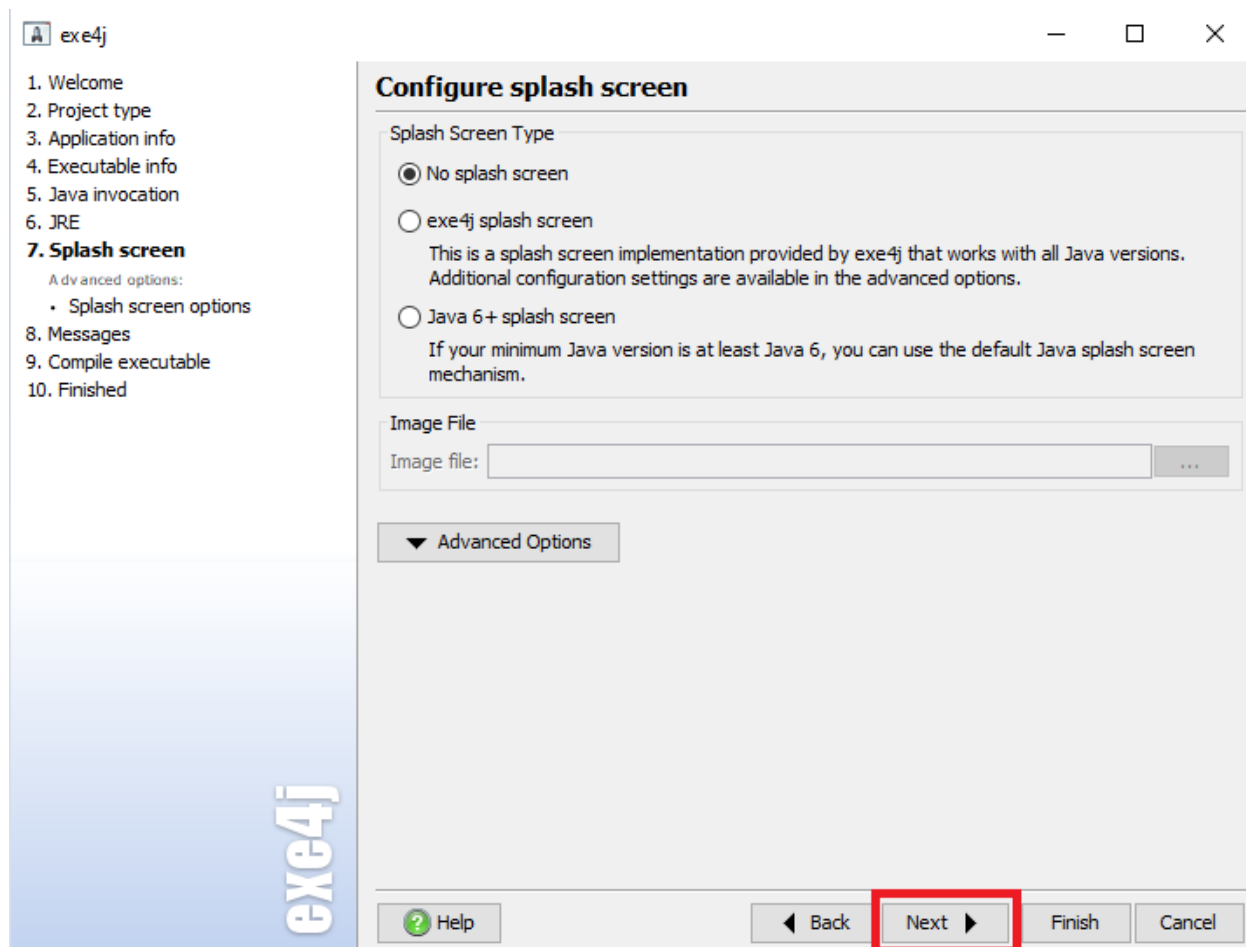 exe4j
1. Welcome
2. Project type
3. Application info
4. Executable info
5. Java invocation
6. JRE
7. Splash screen
Advanced options:
• Splash screen options
8. Messages
9. Compile executable
10. Finished
exe4j
Configure splash screen
Splash Screen Type
No splash screen
exe4j splash screen
This is a splash screen implementation provided by exe4j that works with all Java versions.
Additional configuration settings are available in the advanced options.
Java 6+ splash screen
If your minimum Java version is at least Java 6, you can use the default Java splash screen
mechanism.
Image File
Image file:
...
Advanced Options
Help
Back
Next
Finish
Cancel